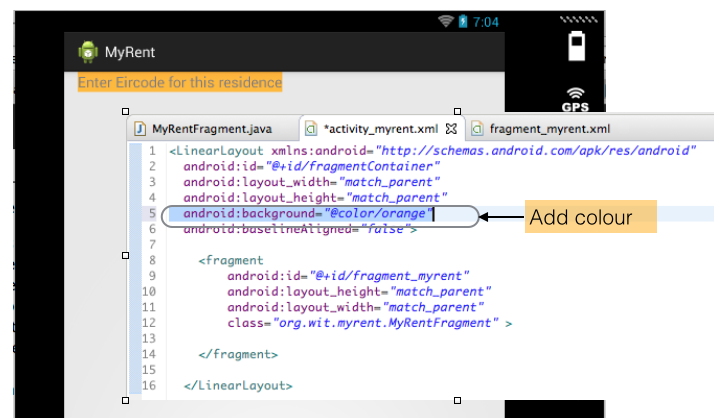 7:04
MyRent
Enter Eircode for this residence
GPS
MyRentFragment.java
*activity_myrent.xml
fragment_myrent.xml
1 <LinearLayout xmlns:android="http://schemas.android.com/apk/res/android"
2 android:id="@+id/fragmentContainer"
3 android:layout_width="match_parent"
4 android:layout_height="match_parent"
5 android:background="@color/orange"
Add colour
6 android:baselineAligned="false">
7
8 <fragment
9 android:id="@+id/fragment_myrent"
10 android:layout_height="match_parent"
11 android:layout_width="match_parent"
12 class="org.wit.myrent.MyRentFragment" >
13
14 </fragment>
15
16 </LinearLayout>